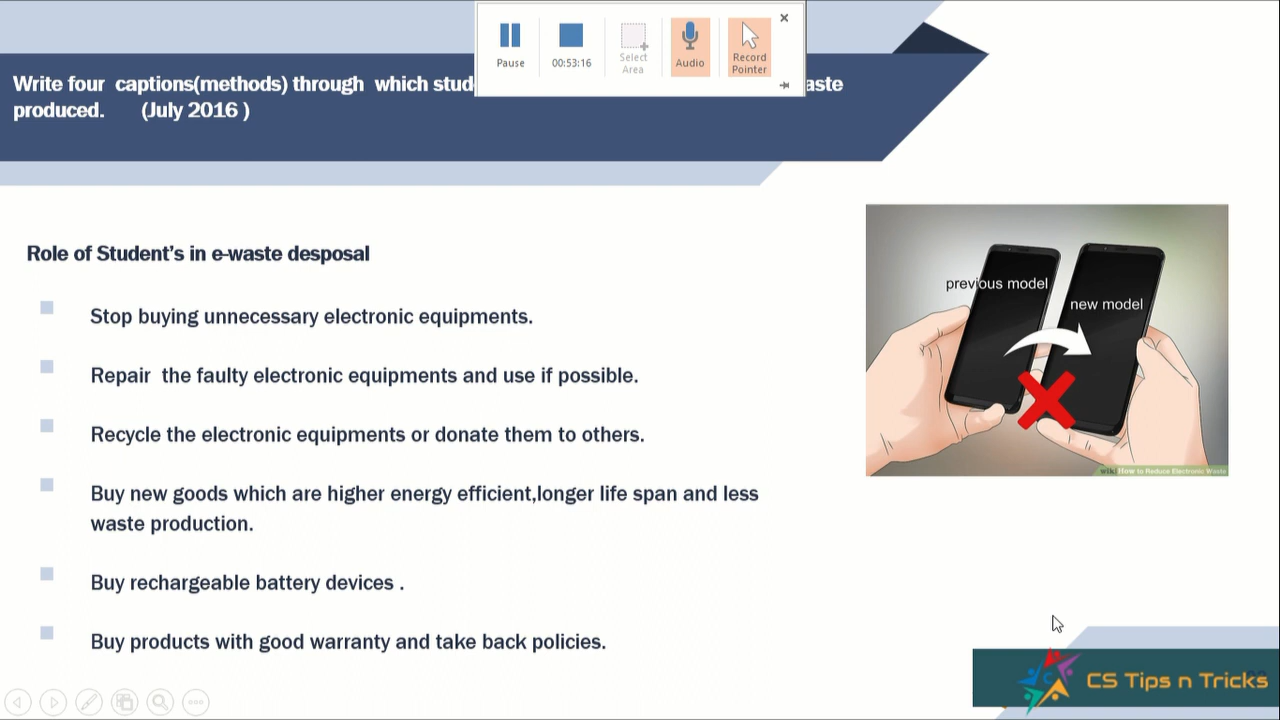 Pause
00:53:16
Select
Area
Audio
Record
Pointer
Write four captions(methods) through which stud
produced. (July 2016 )
Role of Student's in e-waste desposal
Stop buying unnecessary electronic equipments.
Repair the faulty electronic equipments and use if possible.
Recycle the electronic equipments or donate them to others.
Buy new goods which are higher energy efficient,longer life span and less
waste production.
Buy rechargeable battery devices .
Buy products with good warranty and take back policies.
previous model
new model
wiki How to Reduce Electronic Waste
CS Tips n Tricks